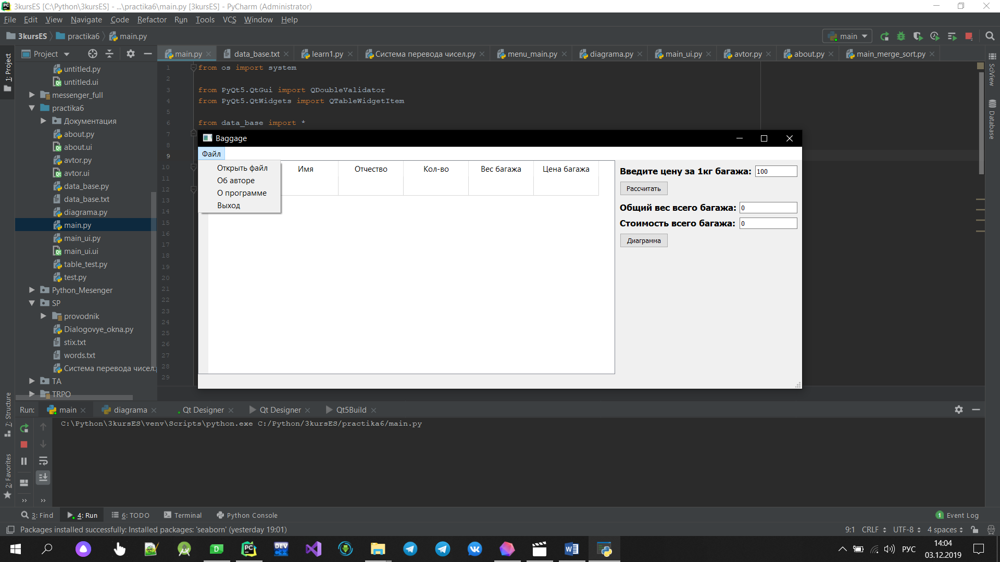 3kursES [C:\Python\3kursES] - ...\practika6\main.py [3kursES] - PyCharm (Administrator)
File Edit View Navigate Code Refactor Run Tools VCS Window Help
3kursES practika6 main.py main
Project main.py data_base.txt learn1.py Система перевода чисел.py menu_main.py diagrama.py main_ui.py avtor.py about.py main_merge_sort.py
1: Project
7: Structure
2: Favorites
SciView
Database
untitled.py
untitled.ui
messenger_full
practika6
Документация
about.py
about.ui
avtor.py
avtor.ui
data_base.py
data_base.txt
diagrama.py
main.py
main_ui.py
main_ui.ui
table_test.py
test.py
Python_Mesenger
SP
provodnik
Dialogovye_okna.py
stix.txt
words.txt
Система перевода чисел.
TA
TRPO
1 from os import system
2
3 from PyQt5.QtGui import QDoubleValidator
4 from PyQt5.QtWidgets import QTableWidgetItem
5
6 from data_base import *
7
8
9
10
11
12
13
14
15
16
17
18
19
20
21
22
23
24
25
26
27
28
29
Baggage
Файл
Открыть файл
Об авторе
О программе
Выход
Имя Отчество Кол-во Вес багажа Цена багажа
Введите цену за 1кг багажа: 100
Рассчитать
Общий вес всего багажа: 0
Стоимость всего багажа: 0
Диаграмма
Run: main diagrama Qt Designer Qt Designer Qt5Build
C:\Python\3kursES\venv\Scripts\python.exe C:/Python/3kursES/practika6/main.py
3: Find 4: Run 6: TODO Terminal Python Console 1 Event Log
Packages installed successfully: Installed packages: 'seaborn' (yesterday 19:01) 9:1 CRLF UTF-8 4 spaces
РУС 14:04
03.12.2019